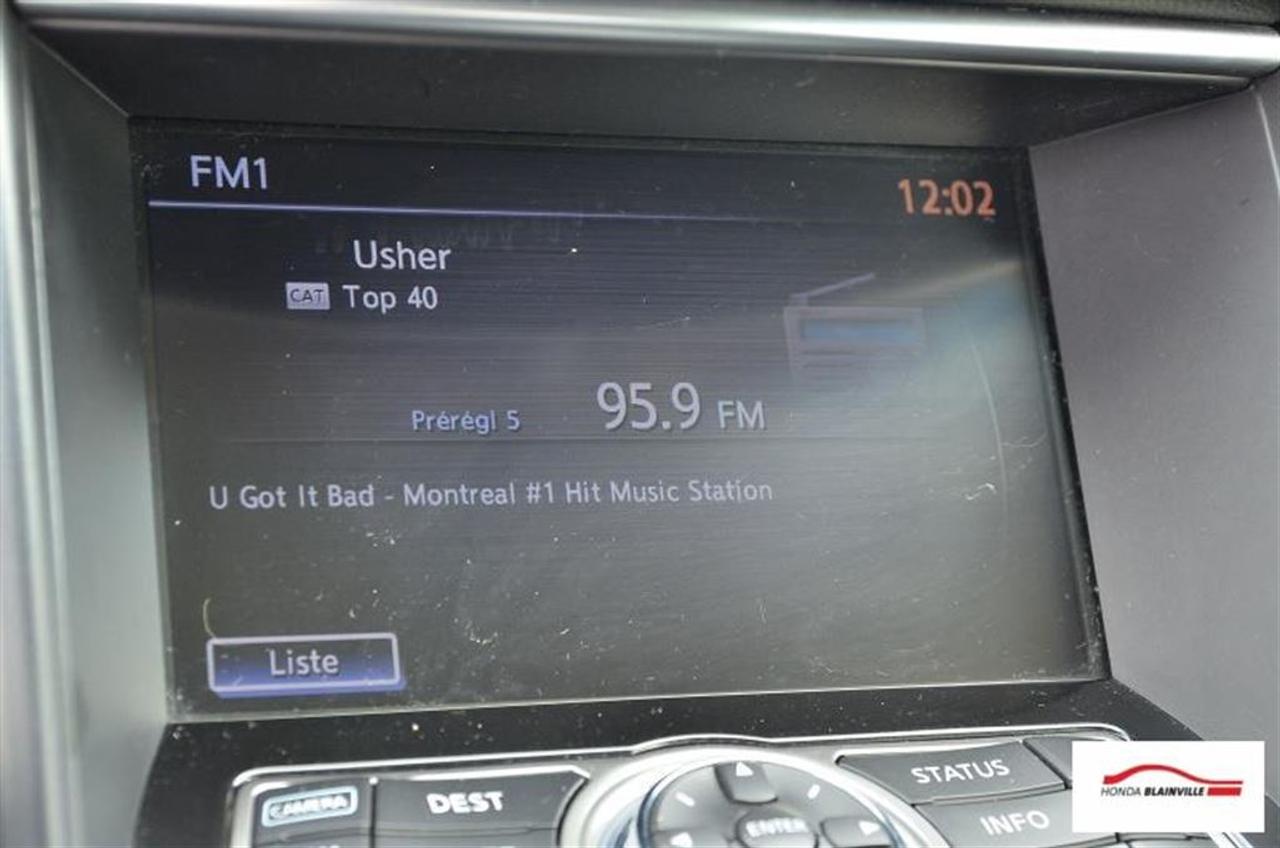 FM1
12:02
Usher
CAT Top 40
Prérégl 5 95.9 FM
U Got It Bad - Montreal #1 Hit Music Station
Liste
CAMERA
DEST
ENTER
STATUS
INFO
HONDA BLAINVILLE